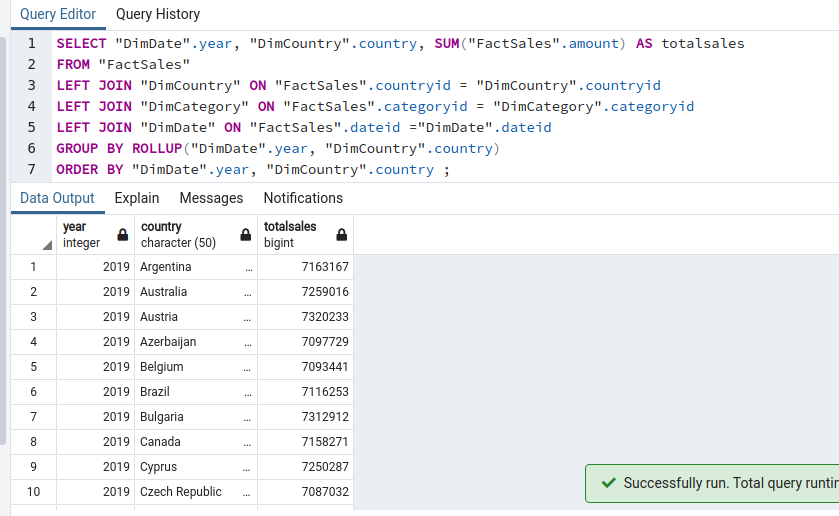 Query Editor Query History
1 SELECT "DimDate".year, "DimCountry".country, SUM("FactSales".amount) AS totalsales
2 FROM "FactSales"
3 LEFT JOIN "DimCountry" ON "FactSales".countryid = "DimCountry".countryid
4 LEFT JOIN "DimCategory" ON "FactSales".categoryid = "DimCategory".categoryid
5 LEFT JOIN "DimDate" ON "FactSales".dateid ="DimDate".dateid
6 GROUP BY ROLLUP("DimDate".year, "DimCountry".country)
7 ORDER BY "DimDate".year, "DimCountry".country ;
Data Output Explain Messages Notifications
year country totalsales
integer character (50) bigint
1 2019 Argentina ... 7163167
2 2019 Australia ... 7259016
3 2019 Austria ... 7320233
4 2019 Azerbaijan ... 7097729
5 2019 Belgium ... 7093441
6 2019 Brazil ... 7116253
7 2019 Bulgaria ... 7312912
8 2019 Canada ... 7158271
9 2019 Cyprus ... 7250287
10 2019 Czech Republic ... 7087032
Successfully run. Total query runtin